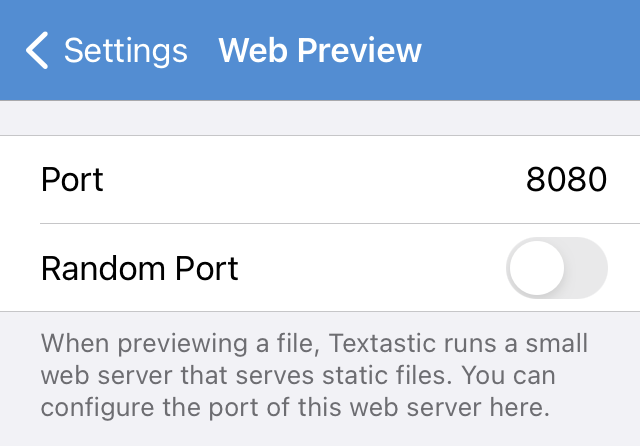 Settings Web Preview
Port 8080
Random Port
When previewing a file, Textastic runs a small
web server that serves static files. You can
configure the port of this web server here.